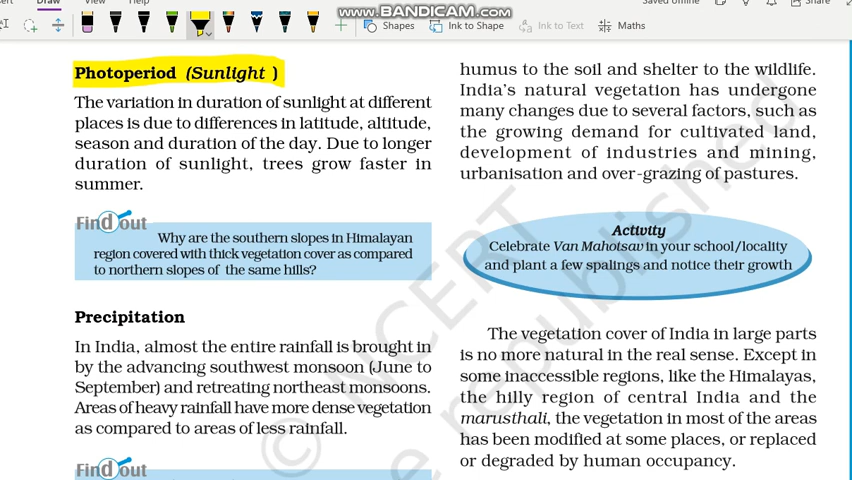 Draw
View
Help
www.BANDICAM.com
Saved offline
Share
Shapes
Ink to Shape
Ink to Text
Maths
Photoperiod (Sunlight )
The variation in duration of sunlight at different
places is due to differences in latitude, altitude,
season and duration of the day. Due to longer
duration of sunlight, trees grow faster in
summer.
Find out
Why are the southern slopes in Himalayan
region covered with thick vegetation cover as compared
to northern slopes of the same hills?
Precipitation
In India, almost the entire rainfall is brought in
by the advancing southwest monsoon (June to
September) and retreating northeast monsoons.
Areas of heavy rainfall have more dense vegetation
as compared to areas of less rainfall.
Find out
humus to the soil and shelter to the wildlife.
India's natural vegetation has undergone
many changes due to several factors, such as
the growing demand for cultivated land,
development of industries and mining,
urbanisation and over-grazing of pastures.
Activity
Celebrate Van Mahotsav in your school/locality
and plant a few spalings and notice their growth
The vegetation cover of India in large parts
is no more natural in the real sense. Except in
some inaccessible regions, like the Himalayas,
the hilly region of central India and the
marusthali, the vegetation in most of the areas
has been modified at some places, or replaced
or degraded by human occupancy.
© NCERT
be republished